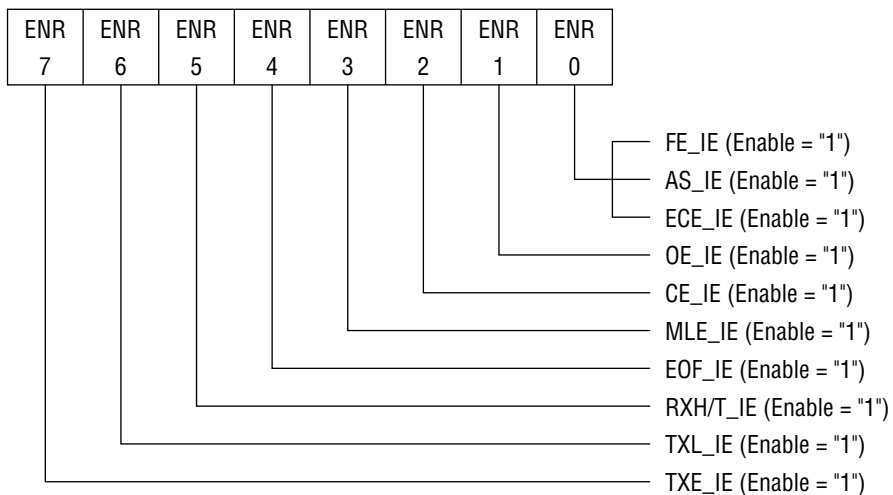 ENR ENR ENR ENR ENR ENR ENR ENR
7 6 5 4 3 2 1 0
FE_IE (Enable = "1")
AS_IE (Enable = "1")
ECE_IE (Enable = "1")
OE_IE (Enable = "1")
CE_IE (Enable = "1")
MLE_IE (Enable = "1")
EOF_IE (Enable = "1")
RXH/T_IE (Enable = "1")
TXL_IE (Enable = "1")
TXE_IE (Enable = "1")